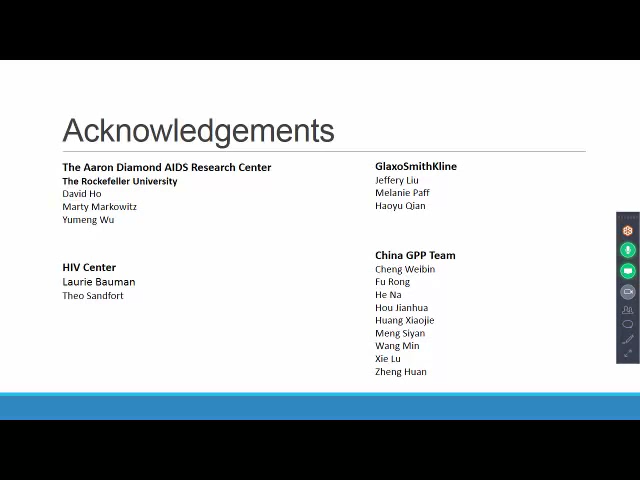 Acknowledgements
The Aaron Diamond AIDS Research Center
The Rockefeller University
David Ho
Marty Markowitz
Yumeng Wu
HIV Center
Laurie Bauman
Theo Sandfort
GlaxoSmithKline
Jeffery Liu
Melanie Paff
Haoyu Qian
China GPP Team
Cheng Weibin
Fu Rong
He Na
Hou Jianhua
Huang Xiaojie
Meng Siyan
Wang Min
Xie Lu
Zheng Huan